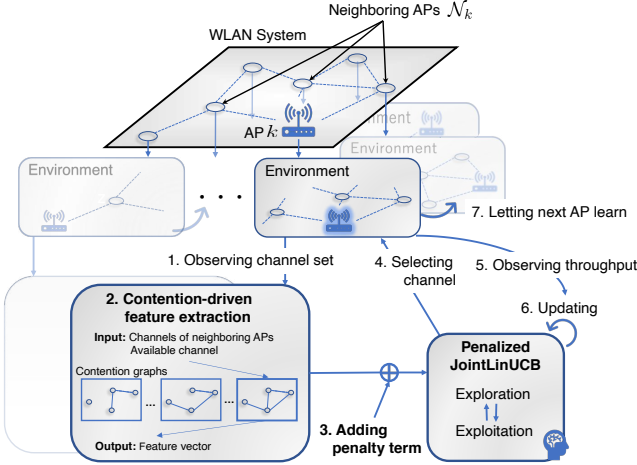 Neighboring APs 𝒩k
WLAN System
AP k
Environment
Environment
Environment
Environment
. . .
7. Letting next AP learn
1. Observing channel set
4. Selecting
channel
5. Observing throughput
6. Updating
2. Contention-driven
feature extraction
Input: Channels of neighboring APs
Available channel
Contention graphs
... ...
Output: Feature vector
3. Adding
penalty term
Penalized
JointLinUCB
Exploration
Exploitation